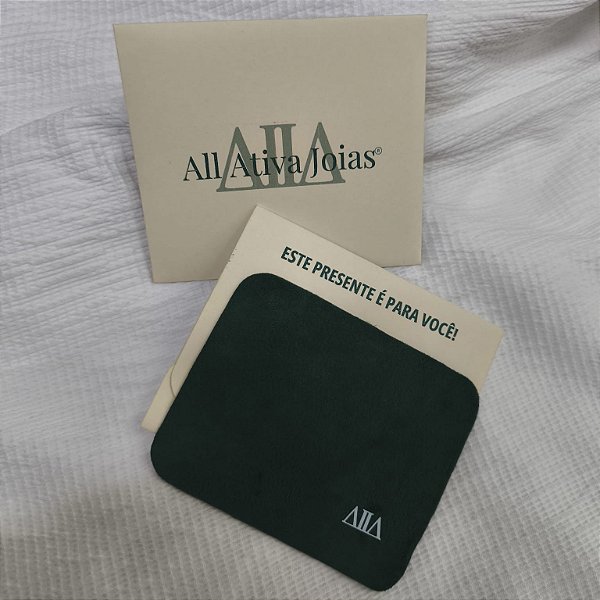 All Ativa Joias®
ESTE PRESENTE É PARA VOCÊ!